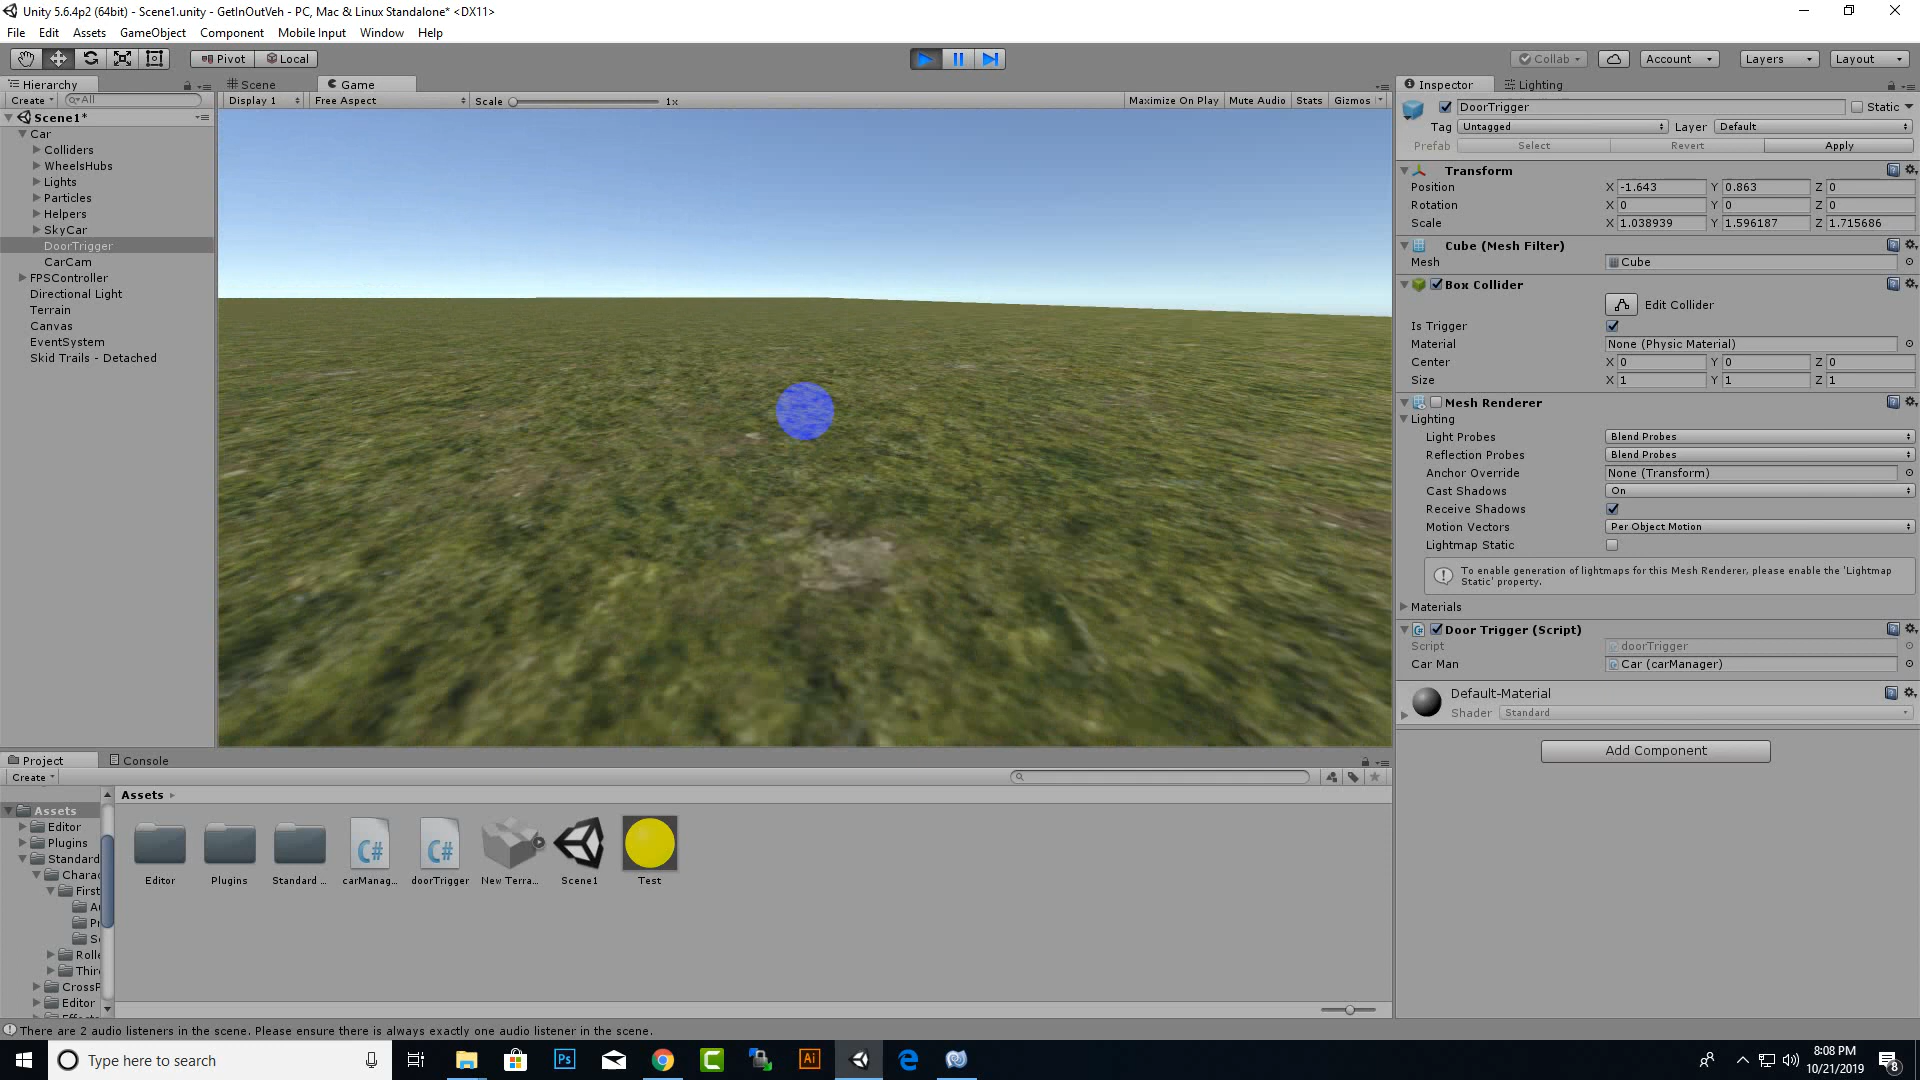 Unity 5.6.4p2 (64bit) - Scene1.unity - GetInOutVeh - PC, Mac & Linux Standalone* <DX11>
File Edit Assets GameObject Component Mobile Input Window Help
Pivot Local Collab Account Layers Layout
Hierarchy
Create All
Scene1*
Car
Colliders
WheelsHubs
Lights
Particles
Helpers
SkyCar
DoorTrigger
CarCam
FPSController
Directional Light
Terrain
Canvas
EventSystem
Skid Trails - Detached
Scene Game
Display 1 Free Aspect Scale 1x Maximize On Play Mute Audio Stats Gizmos
Inspector Lighting
DoorTrigger Static
Tag Untagged Layer Default
Prefab Select Revert Apply
Transform
Position X -1.643 Y 0.863 Z 0
Rotation X 0 Y 0 Z 0
Scale X 1.038939 Y 1.596187 Z 1.715686
Cube (Mesh Filter)
Mesh Cube
Box Collider
Edit Collider
Is Trigger
Material None (Physic Material)
Center X 0 Y 0 Z 0
Size X 1 Y 1 Z 1
Mesh Renderer
Lighting
Light Probes Blend Probes
Reflection Probes Blend Probes
Anchor Override None (Transform)
Cast Shadows On
Receive Shadows
Motion Vectors Per Object Motion
Lightmap Static
To enable generation of lightmaps for this Mesh Renderer, please enable the 'Lightmap
Static' property.
Materials
Door Trigger (Script)
Script doorTrigger
Car Man Car (carManager)
Default-Material
Shader Standard
Add Component
Project Console
Create
Assets
Editor
Plugins
Standard
Charac
First
Rolle
Thir
CrossP
Editor
Assets
Editor Plugins Standard ... carManag... doorTrigger New Terra... Scene1 Test
There are 2 audio listeners in the scene. Please ensure there is always exactly one audio listener in the scene.
Type here to search
Ps
Ai
8:08 PM
10/21/2019
8